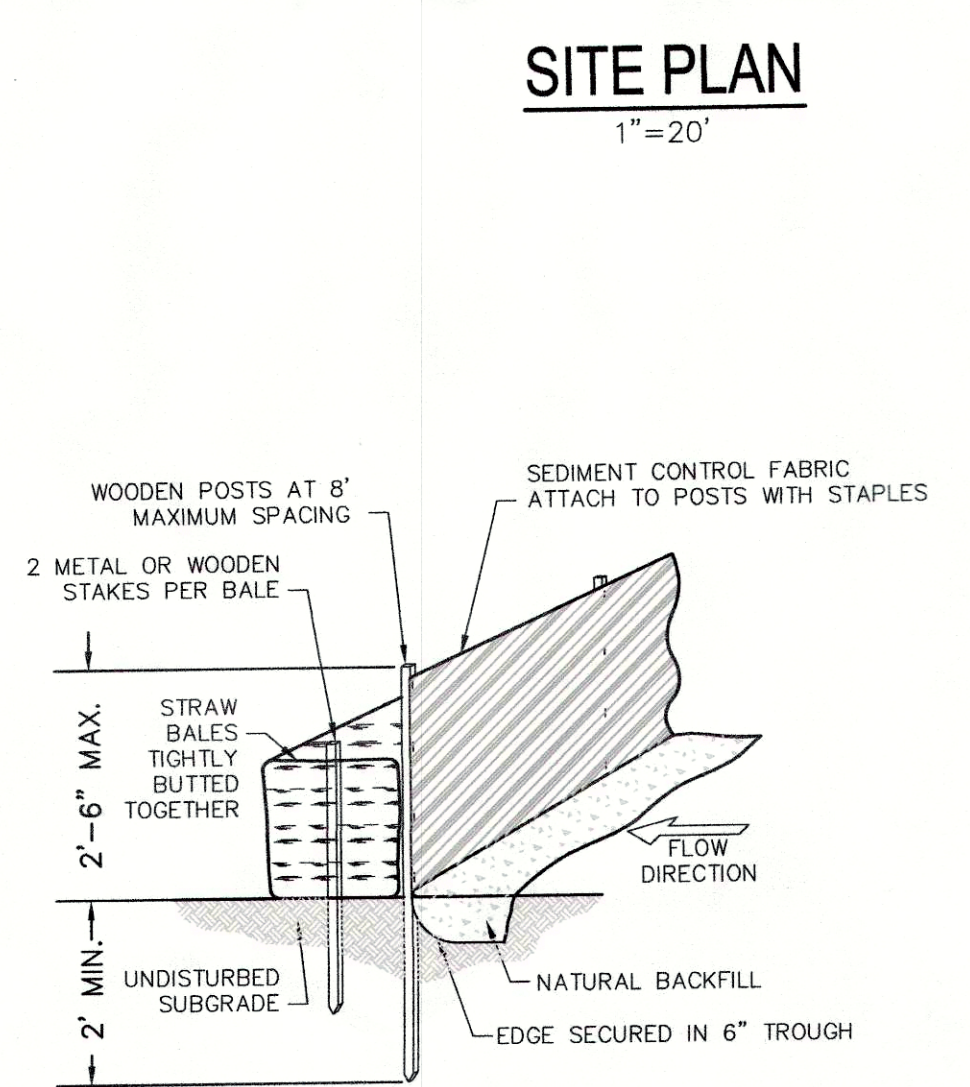 SITE PLAN
1"=20'
WOODEN POSTS AT 8'
MAXIMUM SPACING
SEDIMENT CONTROL FABRIC
ATTACH TO POSTS WITH STAPLES
2 METAL OR WOODEN
STAKES PER BALE
STRAW
BALES
TIGHTLY
BUTTED
TOGETHER
2'-6" MAX.
FLOW
DIRECTION
2' MIN.
UNDISTURBED
SUBGRADE
NATURAL BACKFILL
EDGE SECURED IN 6" TROUGH